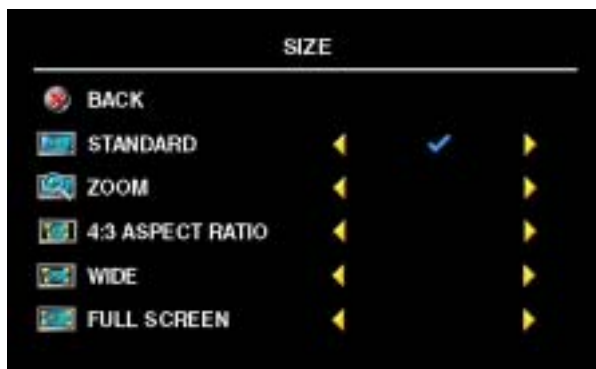 SIZE
BACK
STANDARD
ZOOM
4:3 ASPECT RATIO
WIDE
FULL SCREEN